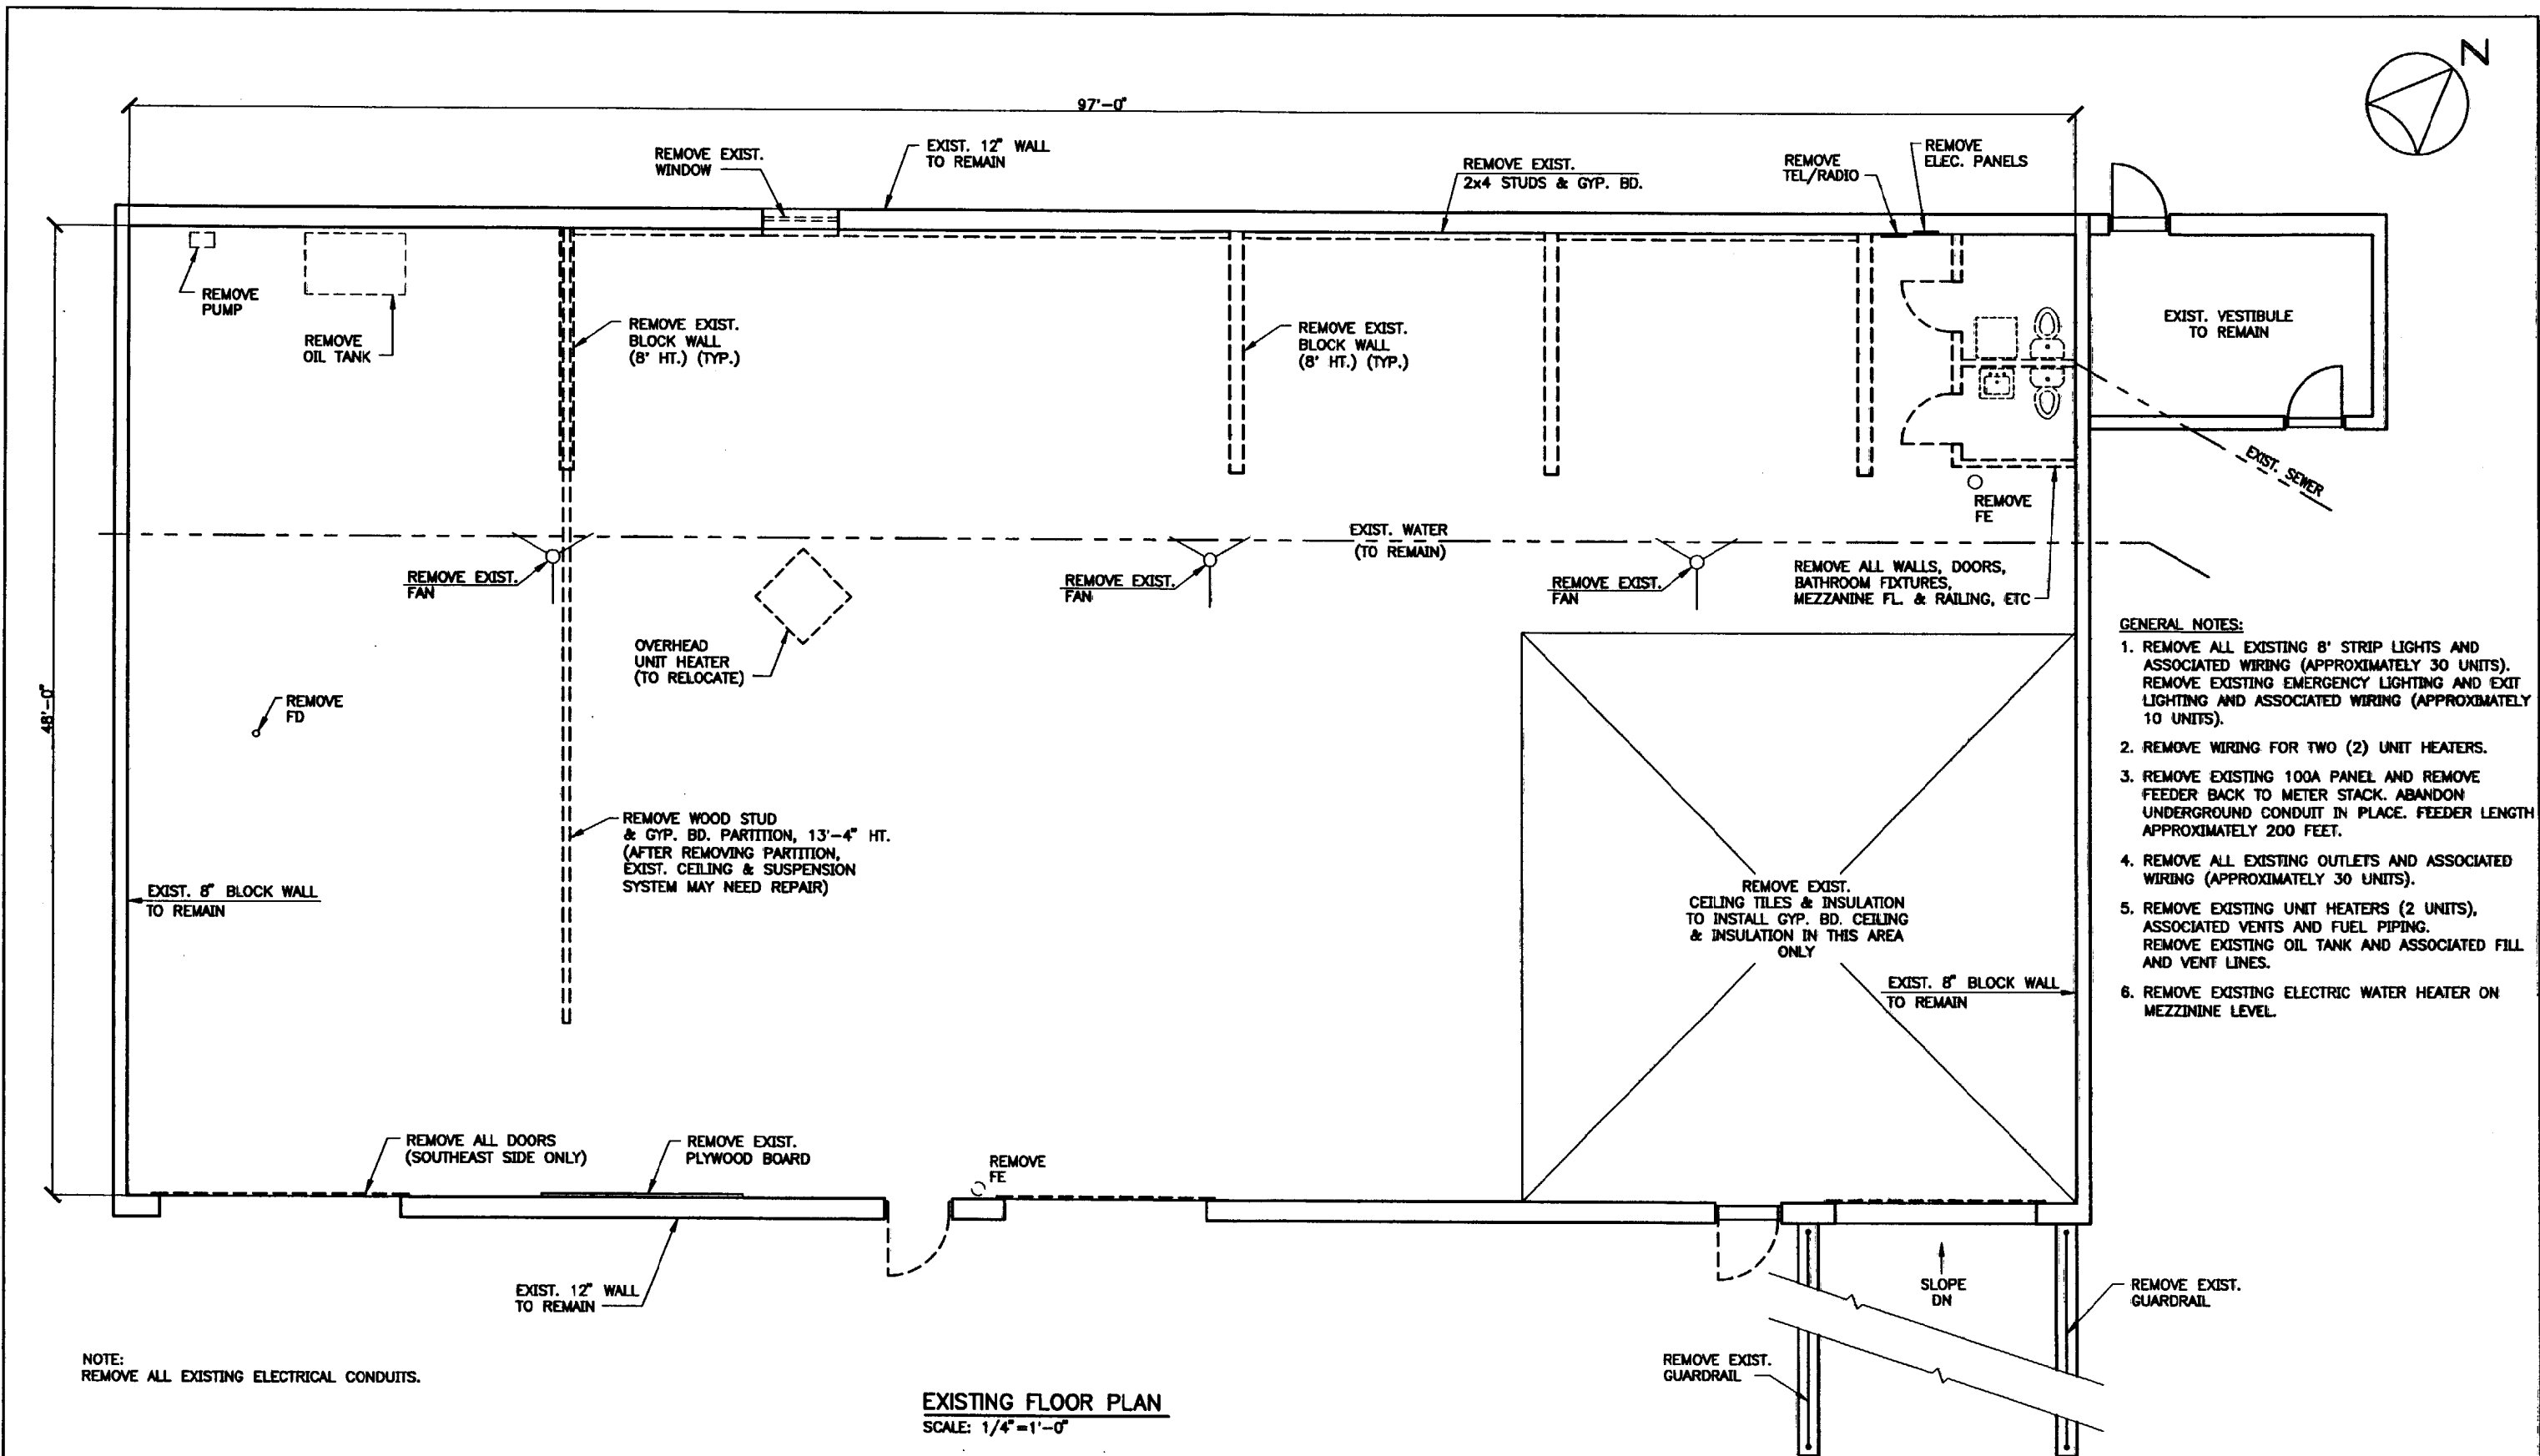 N
97'-0"
REMOVE EXIST.
WINDOW
EXIST. 12" WALL
TO REMAIN
REMOVE EXIST.
2x4 STUDS & GYP. BD.
REMOVE
TEL/RADIO
REMOVE
ELEC. PANELS
REMOVE
PUMP
REMOVE
OIL TANK
REMOVE EXIST.
BLOCK WALL
(8' HT.) (TYP.)
REMOVE EXIST.
BLOCK WALL
(8' HT.) (TYP.)
EXIST. VESTIBULE
TO REMAIN
EXIST. SEWER
REMOVE
FE
EXIST. WATER
(TO REMAIN)
REMOVE EXIST.
FAN
REMOVE EXIST.
FAN
REMOVE EXIST.
FAN
REMOVE ALL WALLS, DOORS,
BATHROOM FIXTURES,
MEZZANINE FL. & RAILING, ETC
OVERHEAD
UNIT HEATER
(TO RELOCATE)
48'-0"
REMOVE
FD
REMOVE WOOD STUD
& GYP. BD. PARTITION, 13'-4" HT.
(AFTER REMOVING PARTITION,
EXIST. CEILING & SUSPENSION
SYSTEM MAY NEED REPAIR)
EXIST. 8" BLOCK WALL
TO REMAIN
REMOVE EXIST.
CEILING TILES & INSULATION
TO INSTALL GYP. BD. CEILING
& INSULATION IN THIS AREA
ONLY
EXIST. 8" BLOCK WALL
TO REMAIN
GENERAL NOTES:
1. REMOVE ALL EXISTING 8' STRIP LIGHTS AND
ASSOCIATED WIRING (APPROXIMATELY 30 UNITS).
REMOVE EXISTING EMERGENCY LIGHTING AND EXIT
LIGHTING AND ASSOCIATED WIRING (APPROXIMATELY
10 UNITS).
2. REMOVE WIRING FOR TWO (2) UNIT HEATERS.
3. REMOVE EXISTING 100A PANEL AND REMOVE
FEEDER BACK TO METER STACK. ABANDON
UNDERGROUND CONDUIT IN PLACE. FEEDER LENGTH
APPROXIMATELY 200 FEET.
4. REMOVE ALL EXISTING OUTLETS AND ASSOCIATED
WIRING (APPROXIMATELY 30 UNITS).
5. REMOVE EXISTING UNIT HEATERS (2 UNITS),
ASSOCIATED VENTS AND FUEL PIPING.
REMOVE EXISTING OIL TANK AND ASSOCIATED FILL
AND VENT LINES.
6. REMOVE EXISTING ELECTRIC WATER HEATER ON
MEZZININE LEVEL.
REMOVE ALL DOORS
(SOUTHEAST SIDE ONLY)
REMOVE EXIST.
PLYWOOD BOARD
REMOVE
FE
EXIST. 12" WALL
TO REMAIN
SLOPE
DN
REMOVE EXIST.
GUARDRAIL
REMOVE EXIST.
GUARDRAIL
NOTE:
REMOVE ALL EXISTING ELECTRICAL CONDUITS.
EXISTING FLOOR PLAN
SCALE: 1/4"=1'-0"